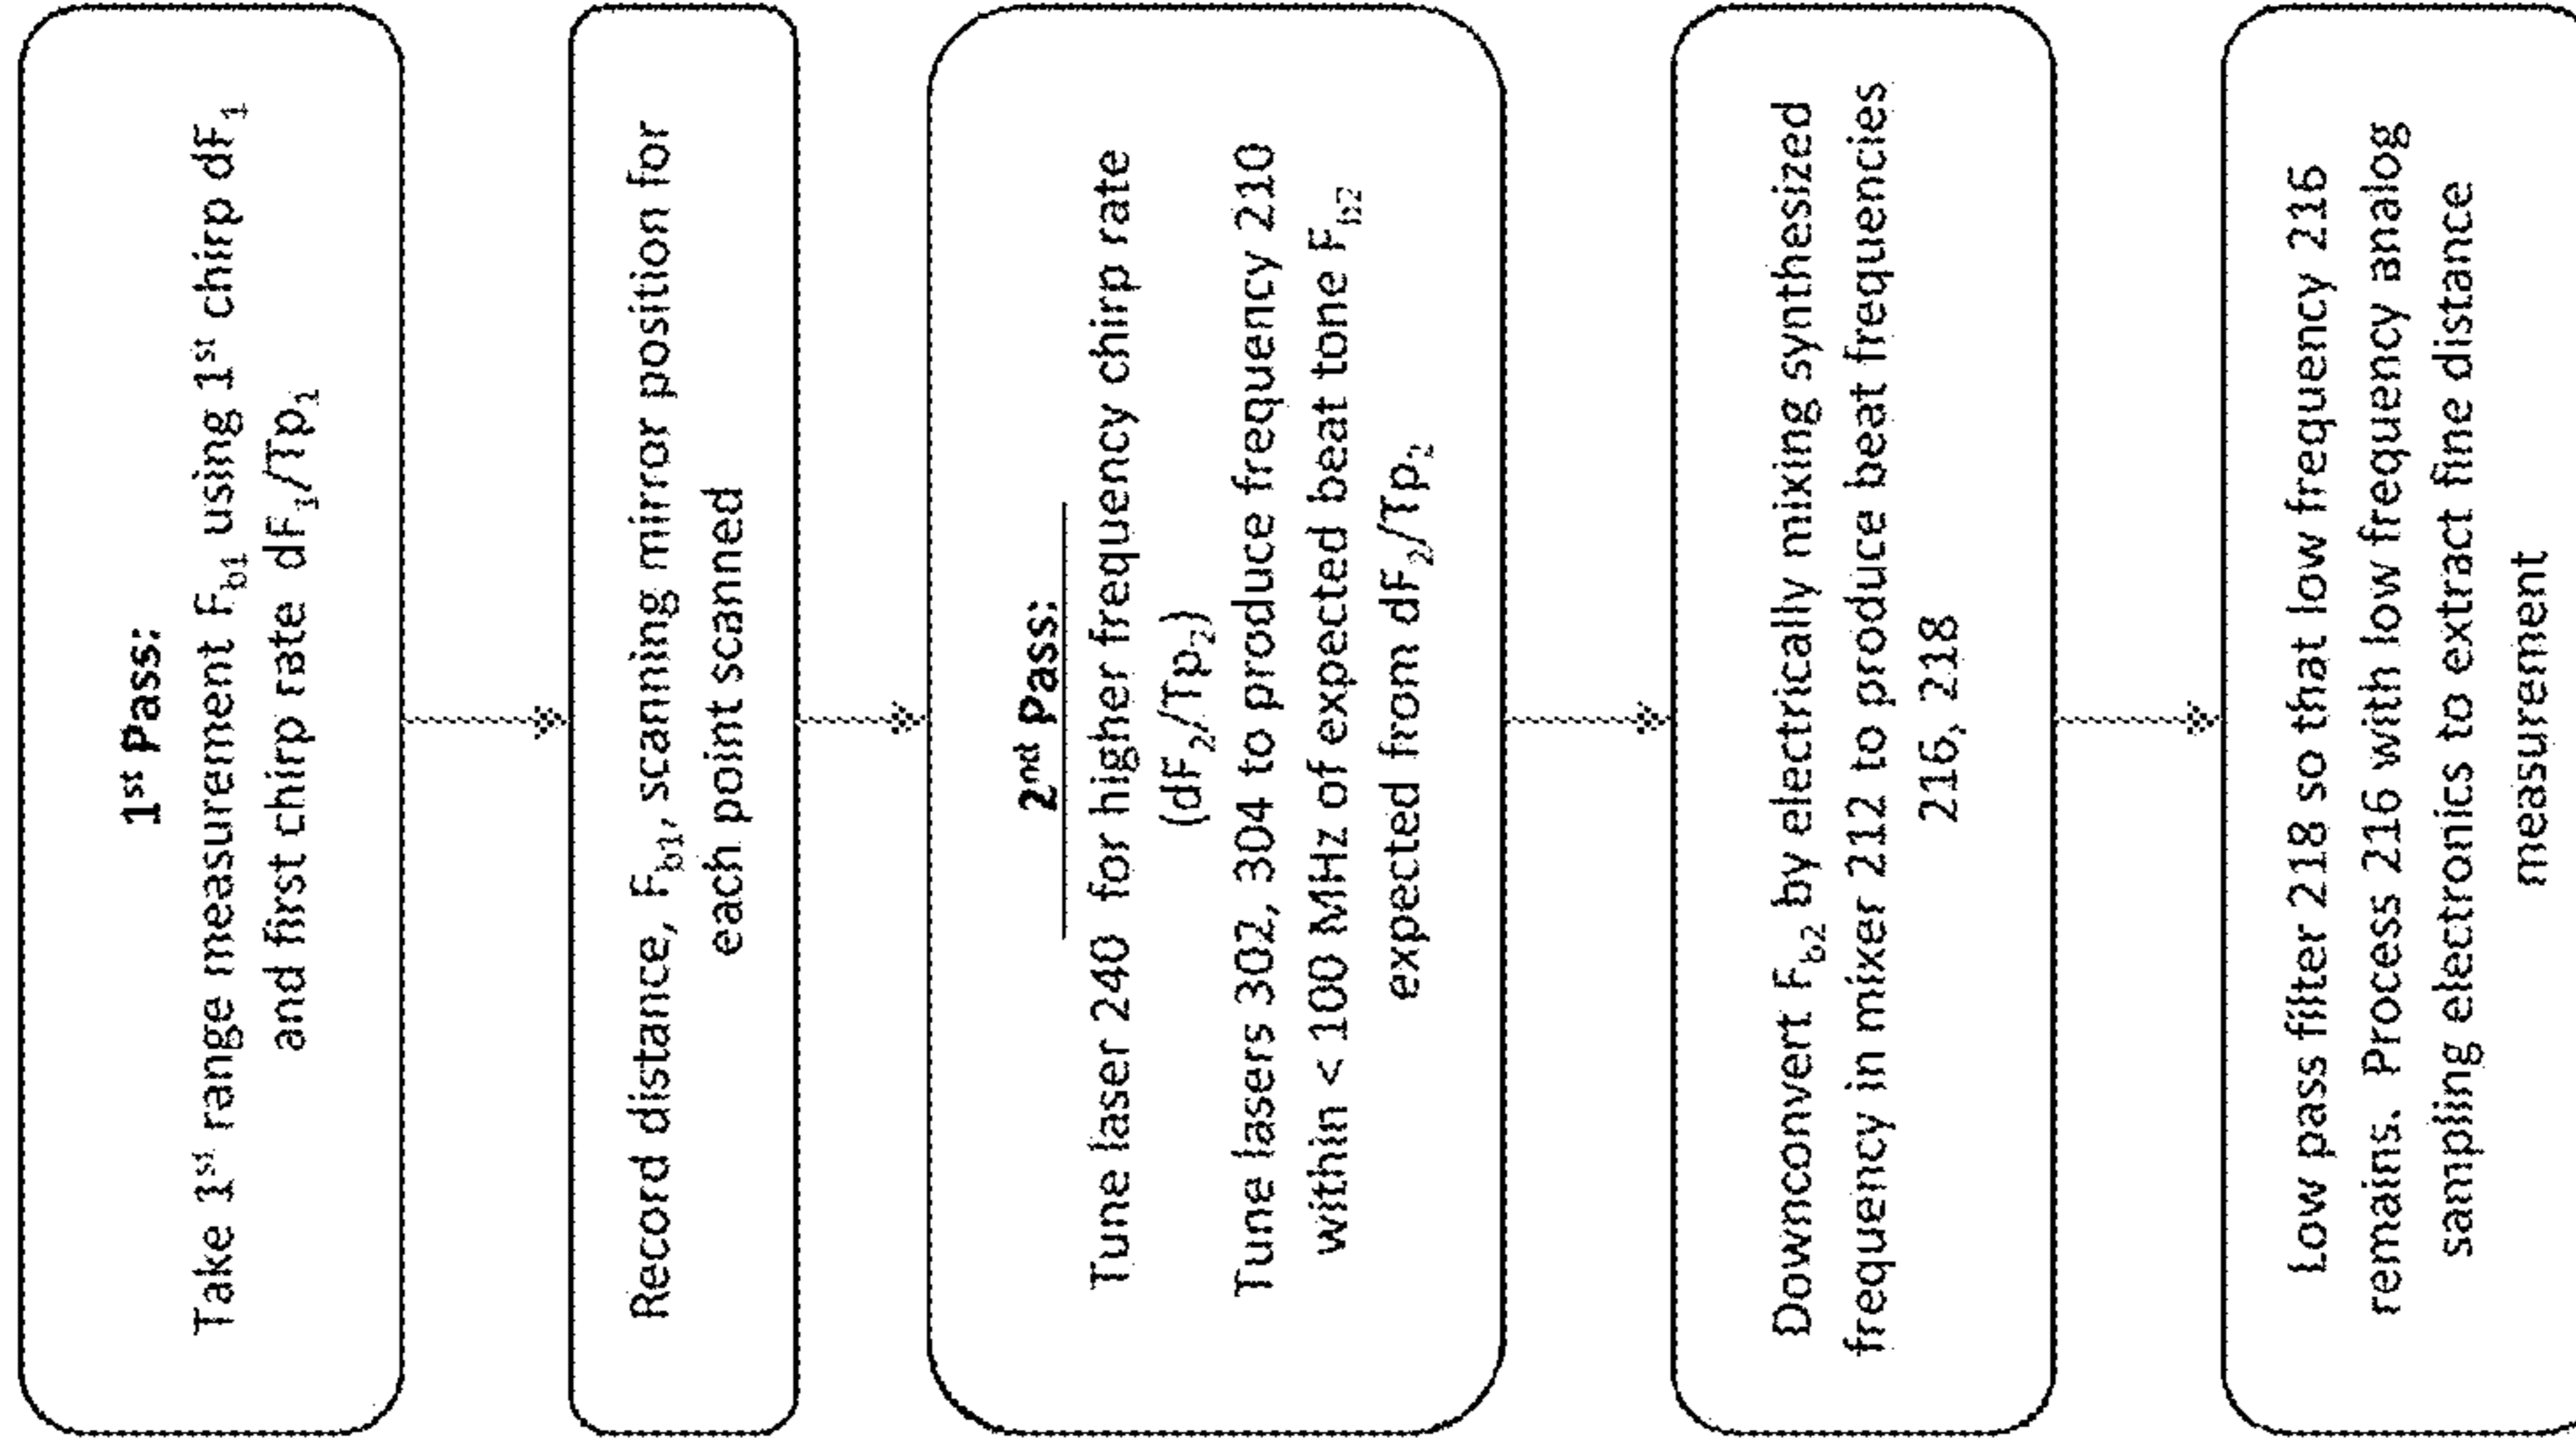 1st Pass:
Take 1st range measurement Fb1 using 1st chirp dF1
and first chirp rate dF1/Tp1
Record distance, Fb1, scanning mirror position for
each point scanned
2nd Pass:
Tune laser 240 for higher frequency chirp rate
(dF2/Tp2)
Tune lasers 302, 304 to produce frequency 210
within < 100 MHz of expected beat tone Fb2
expected from dF2/Tp2
Downconvert Fb2 by electrically mixing synthesized
frequency in mixer 212 to produce beat frequencies
216, 218
Low pass filter 218 so that low frequency 216
remains. Process 216 with low frequency analog
sampling electronics to extract fine distance
measurement